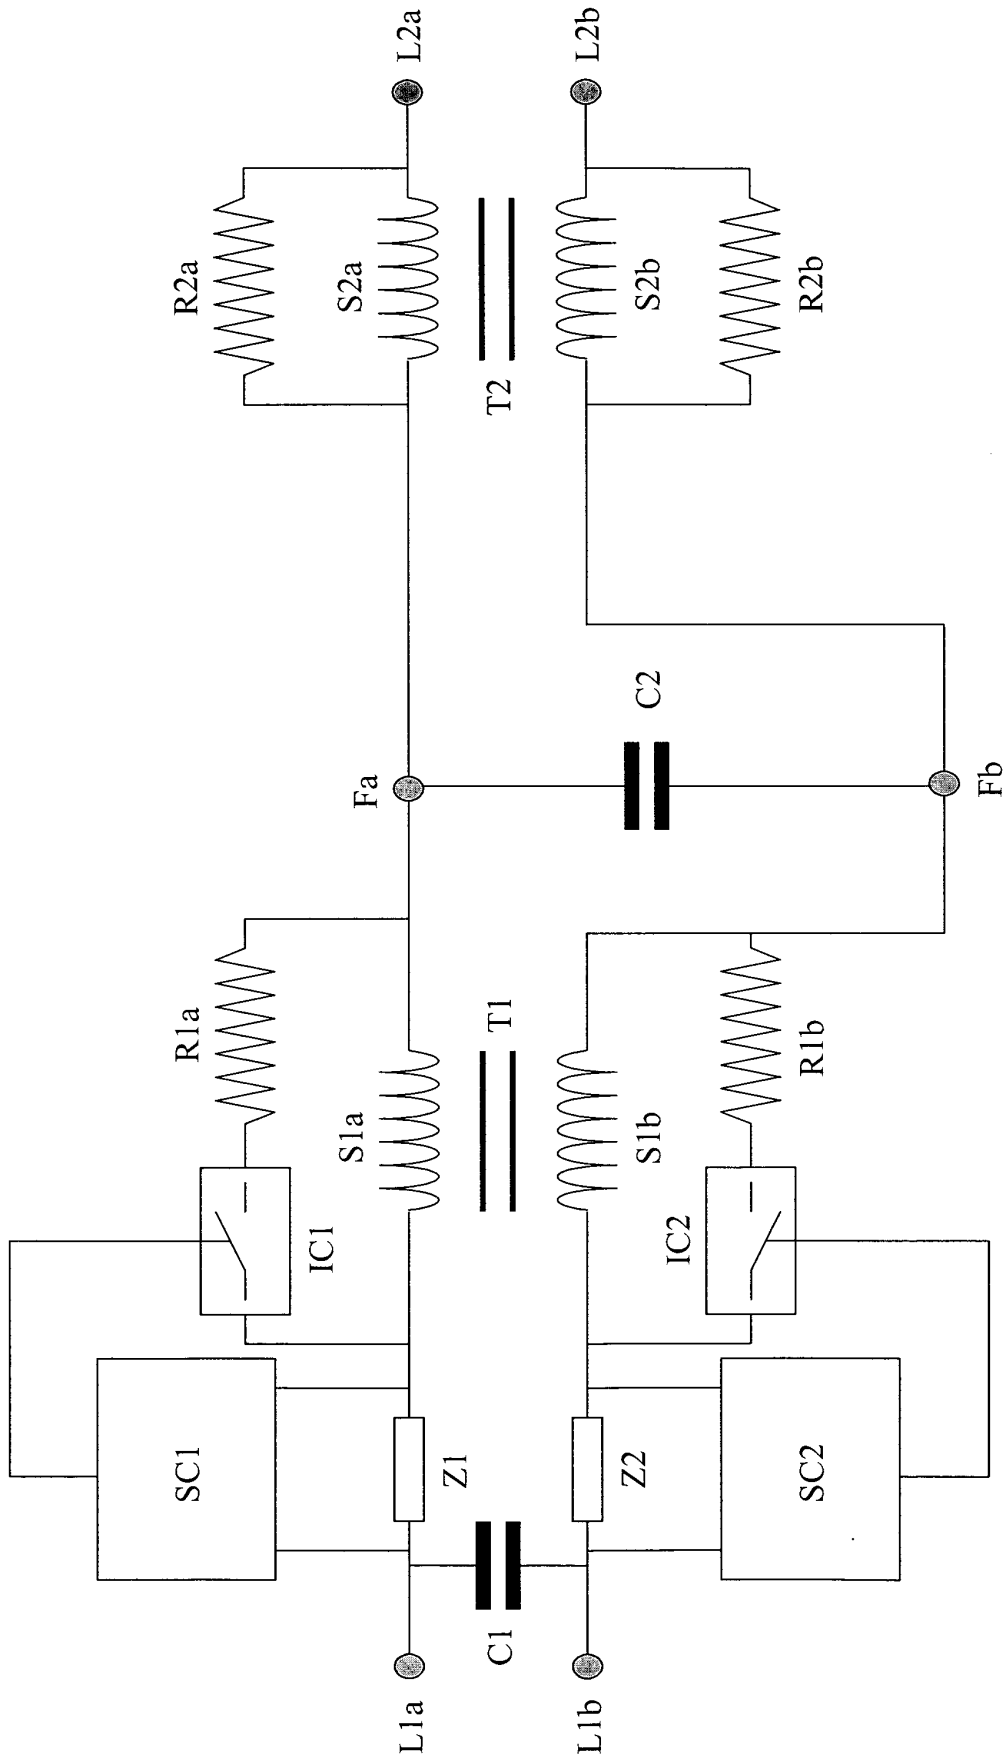 SC1
IC1
R1a
R2a
L1a
Z1
S1a
Fa
S2a
L2a
C1
T1
C2
T2
L1b
Z2
S1b
S2b
L2b
SC2
IC2
R1b
Fb
R2b